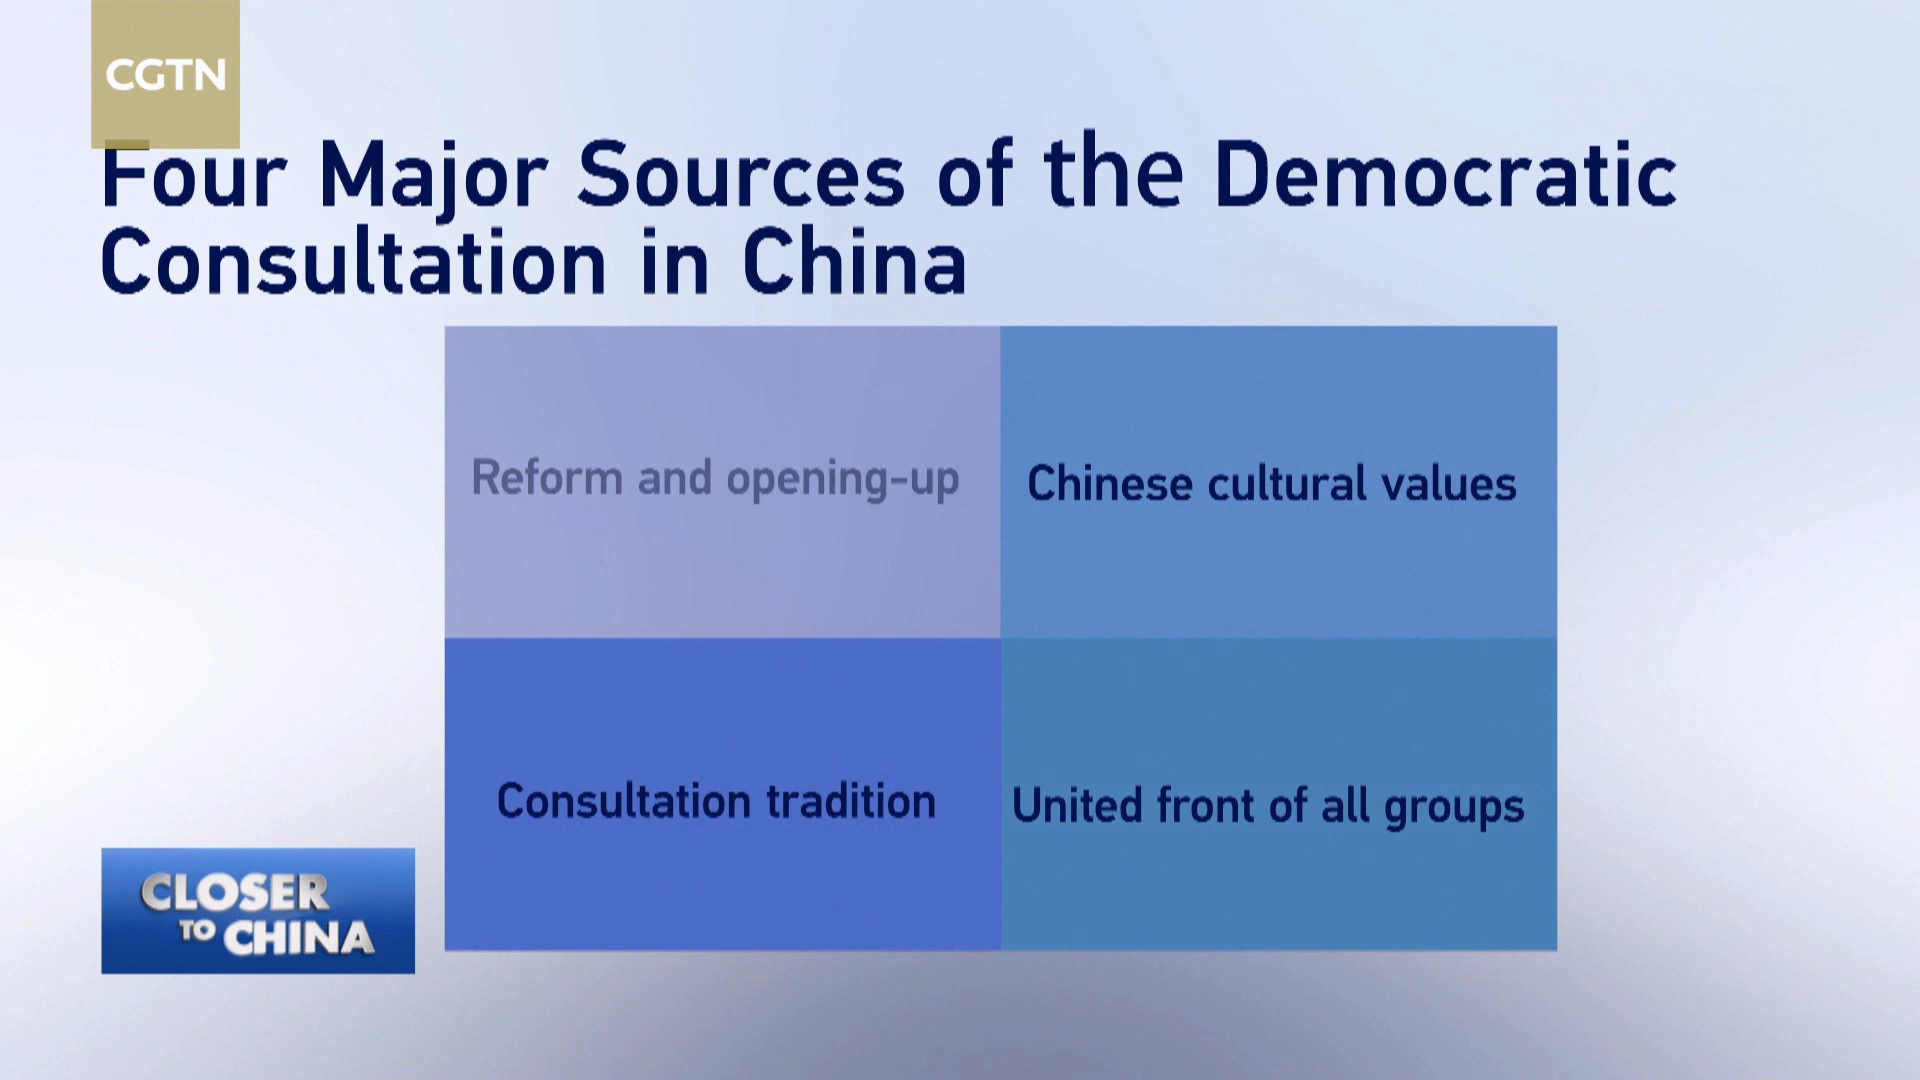 CGTN
Four Major Sources of the Democratic
Consultation in China
Reform and opening-up
Chinese cultural values
Consultation tradition
United front of all groups
CLOSER
TO CHINA